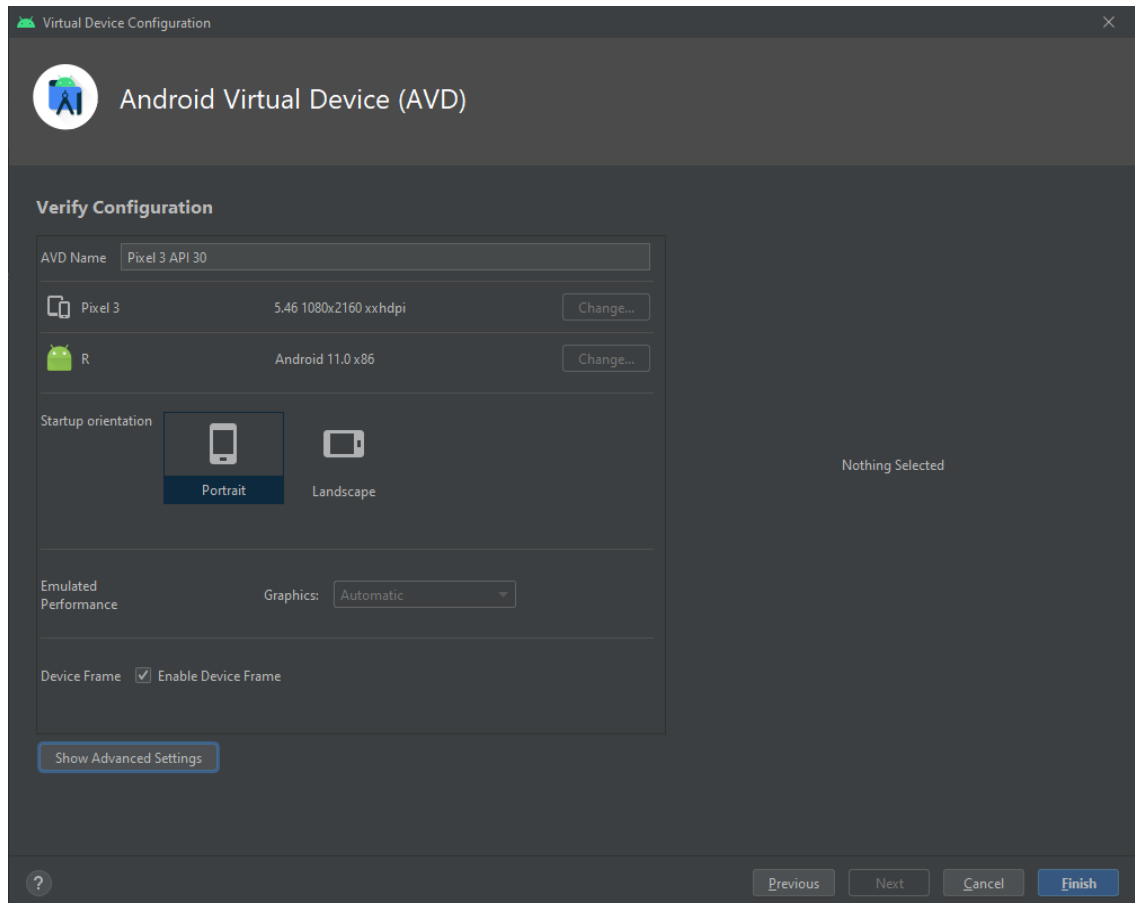 Virtual Device Configuration
Android Virtual Device (AVD)
Verify Configuration
AVD Name Pixel 3 API 30
Pixel 3 5.46 1080x2160 xxhdpi Change...
R Android 11.0 x86 Change...
Startup orientation
Portrait Landscape
Nothing Selected
Emulated
Performance
Graphics: Automatic
Device Frame Enable Device Frame
Show Advanced Settings
? Previous Next Cancel Finish